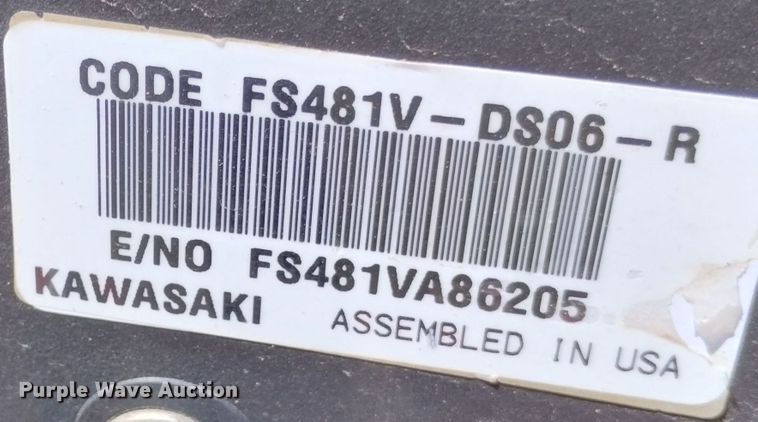 CODE FS481V-DS06-R
E/NO FS481VA86205
KAWASAKI ASSEMBLED IN USA
Purple Wave Auction